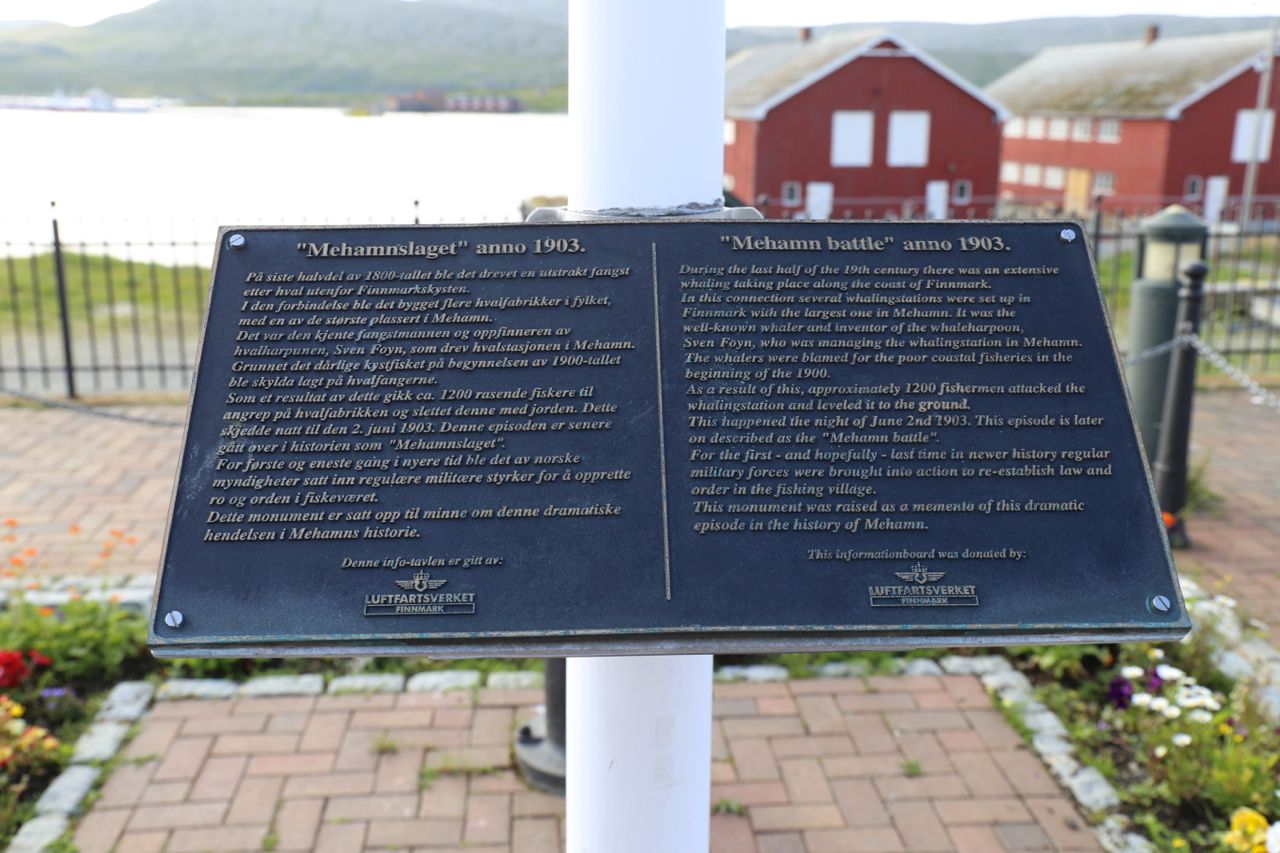 "Mehamnslaget" anno 1903.
På siste halvdel av 1800-tallet ble det drevet en utstrakt fangst
etter hval utenfor Finnmarkskysten.
I den forbindelse ble det bygget flere hvalfabrikker i fylket,
med en av de største plassert i Mehamn.
Det var den kjente fangstmannen og oppfinneren av
hvalharpunen, Sven Foyn, som drev hvalstasjonen i Mehamn.
Grunnet det dårlige kystfisket på begynnelsen av 1900-tallet
ble skylda lagt på hvalfangerne.
Som et resultat av dette gikk ca. 1200 rasende fiskere til
angrep på hvalfabrikken og slettet denne med jorden. Dette
skjedde natt til den 2. juni 1903. Denne episoden er senere
gått over i historien som "Mehamnslaget".
For første og eneste gang i nyere tid ble det av norske
myndigheter satt inn regulære militære styrker for å opprette
ro og orden i fiskeværet.
Dette monument er satt opp til minne om denne dramatiske
hendelsen i Mehamns historie.
Denne info-tavlen er gitt av:
LUFTFARTSVERKET
FINNMARK
"Mehamn battle" anno 1903.
During the last half of the 19th century there was an extensive
whaling taking place along the coast of Finnmark.
In this connection several whalingstations were set up in
Finnmark with the largest one in Mehamn. It was the
well-known whaler and inventor of the whaleharpoon,
Sven Foyn, who was managing the whalingstation in Mehamn.
The whalers were blamed for the poor coastal fisheries in the
beginning of the 1900.
As a result of this, approximately 1200 fishermen attacked the
whalingstation and leveled it to the ground.
This happened the night of June 2nd 1903. This episode is later
on described as the "Mehamn battle".
For the first - and hopefully - last time in newer history regular
military forces were brought into action to re-establish law and
order in the fishing village.
This monument was raised as a memento of this dramatic
episode in the history of Mehamn.
This informationboard was donated by:
LUFTFARTSVERKET
FINNMARK